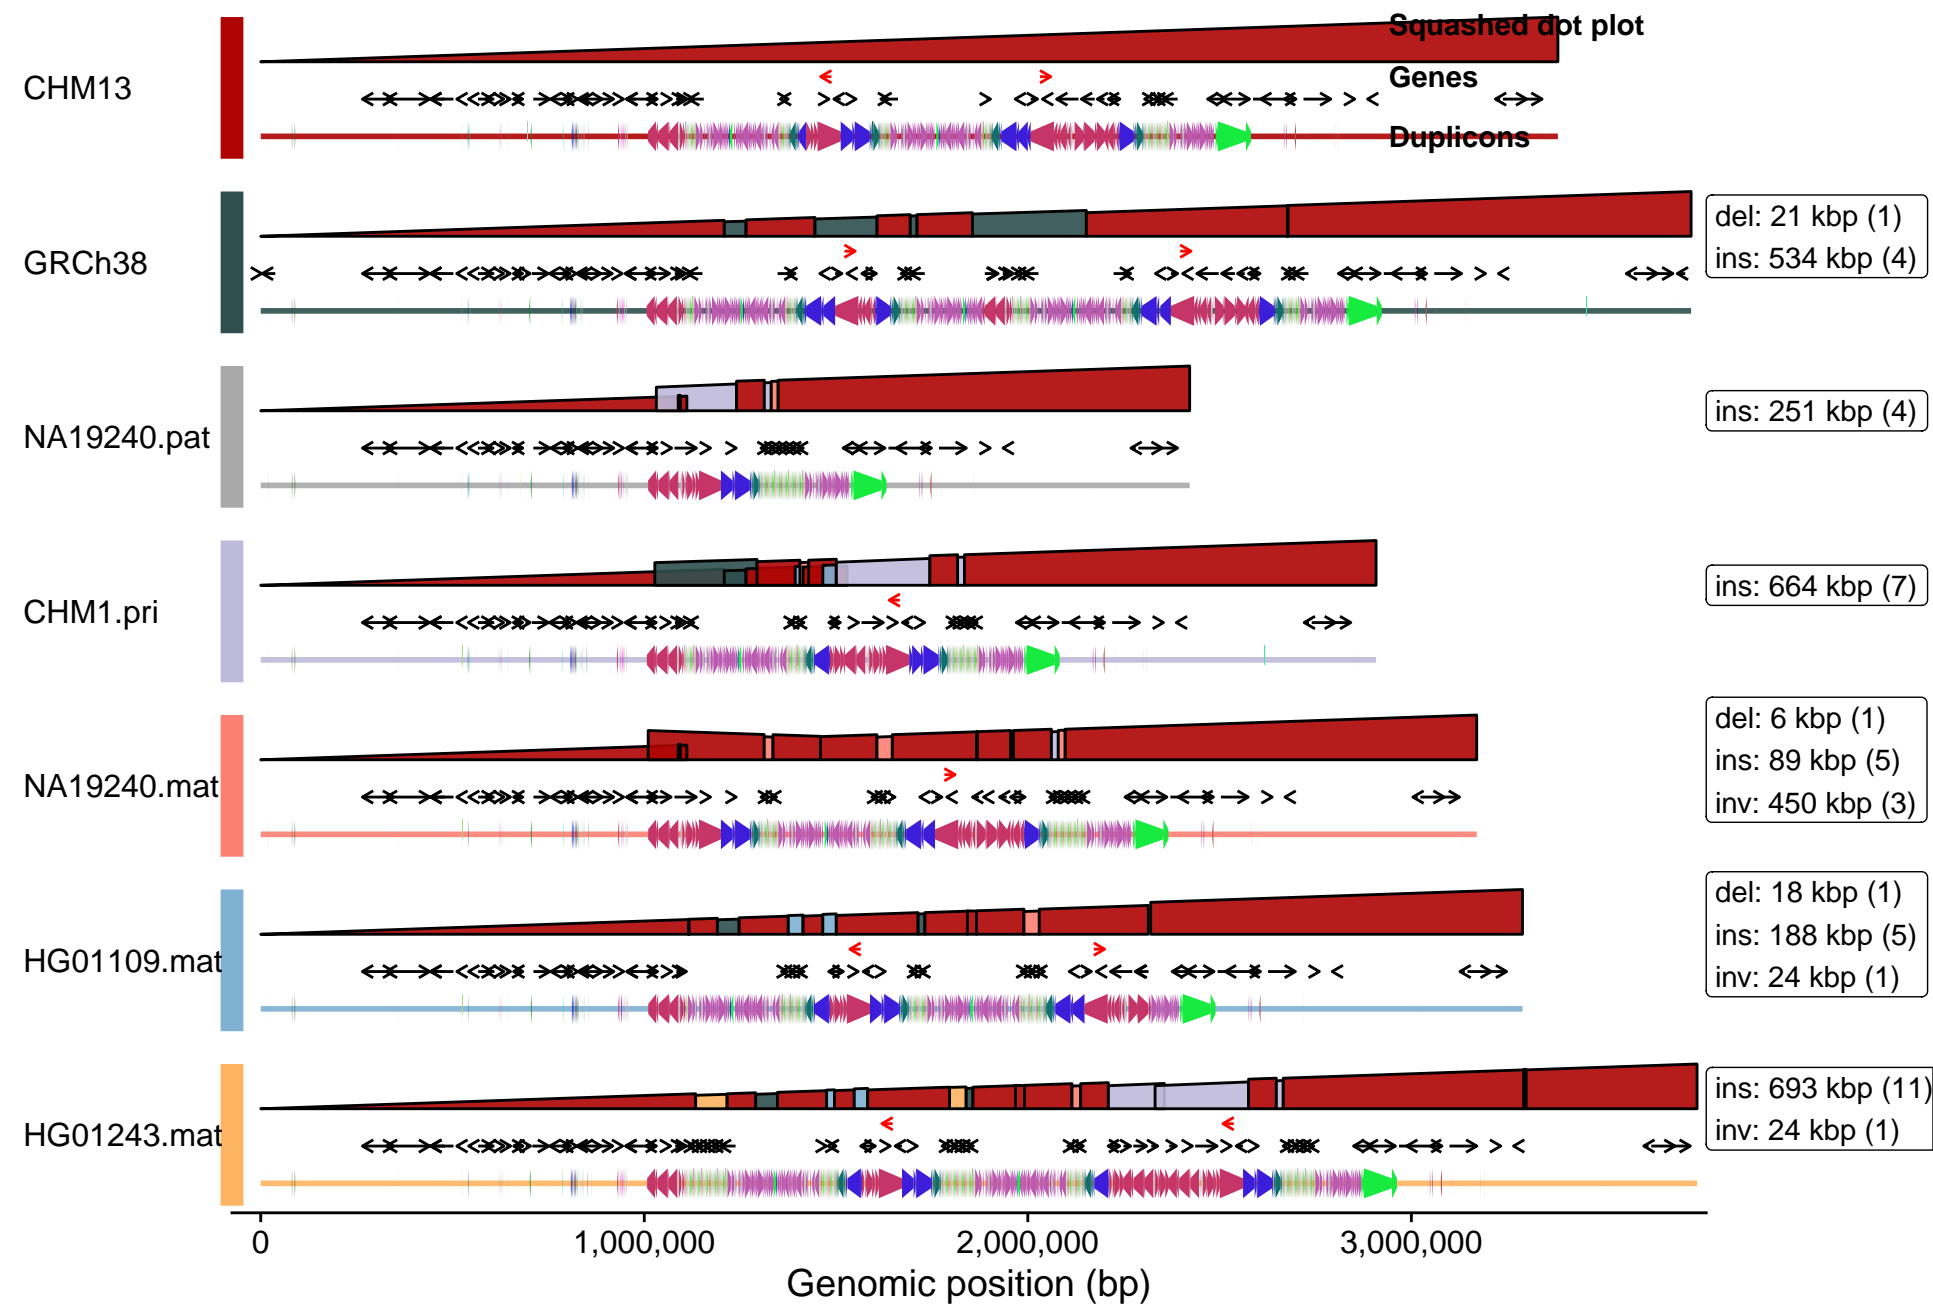 Squashed dot plot
Genes
CHM13
Duplicons
GRCh38
del: 21 kbp (1)
ins: 534 kbp (4)
NA19240.pat
ins: 251 kbp (4)
CHM1.pri
ins: 664 kbp (7)
NA19240.mat
del: 6 kbp (1)
ins: 89 kbp (5)
inv: 450 kbp (3)
HG01109.mat
del: 18 kbp (1)
ins: 188 kbp (5)
inv: 24 kbp (1)
HG01243.mat
ins: 693 kbp (11)
inv: 24 kbp (1)
0 1,000,000 2,000,000 3,000,000
Genomic position (bp)